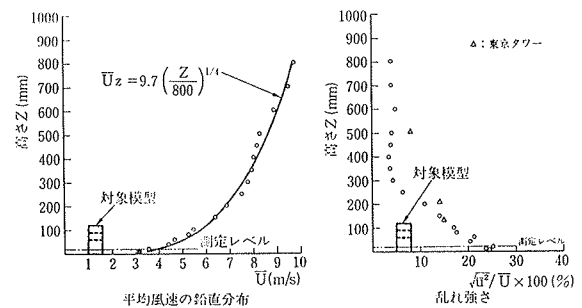 1000
900
800
700
600
500
400
300
200
100
高さZ(mm)
U̅z=9.7(Z/800)^1/4
対象模型
測定レベル
1 2 3 4 5 6 7 8 9 10
U̅(m/s)
平均風速の鉛直分布
1000
900
800
700
600
500
400
300
200
100
高さZ(mm)
△:東京タワー
対象模型
測定レベル
0 10 20 30 40
√u̅²/U̅×100(%)
乱れ強さ